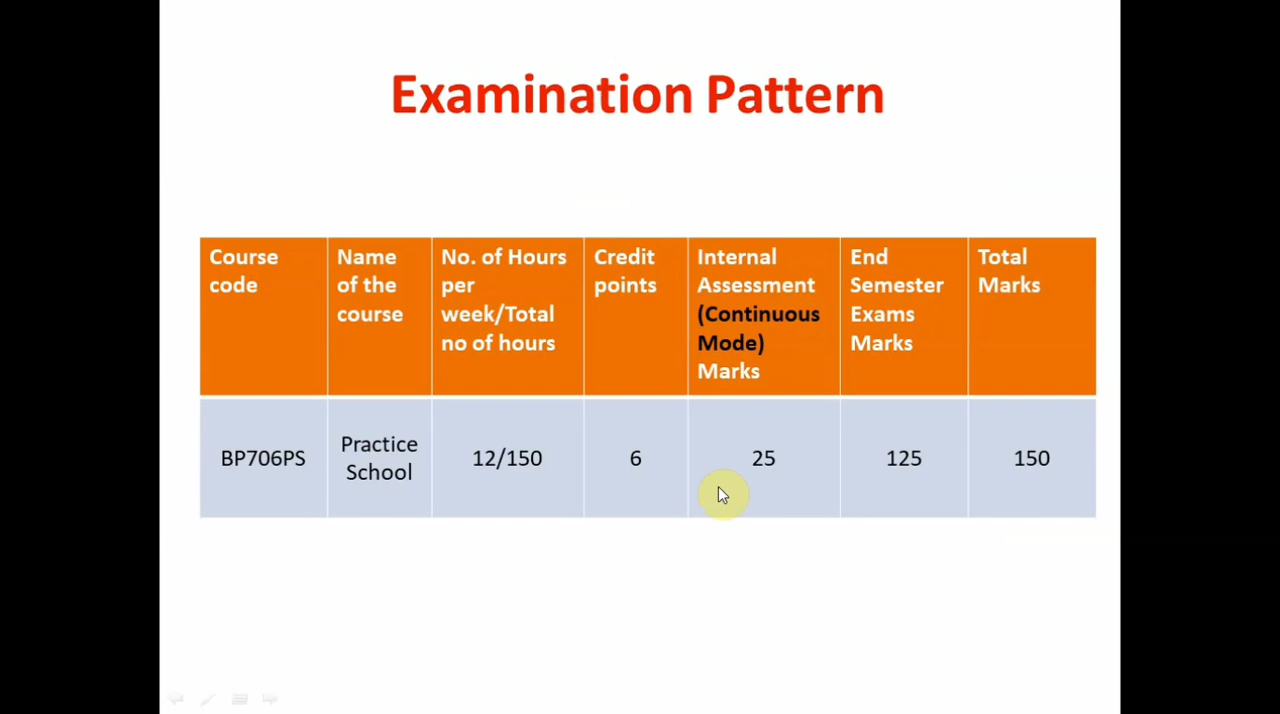 Examination Pattern
Course
code
Name
of the
course
No. of Hours
per
week/Total
no of hours
Credit
points
Internal
Assessment
(Continuous
Mode)
Marks
End
Semester
Exams
Marks
Total
Marks
BP706PS
Practice
School
12/150
6
25
125
150